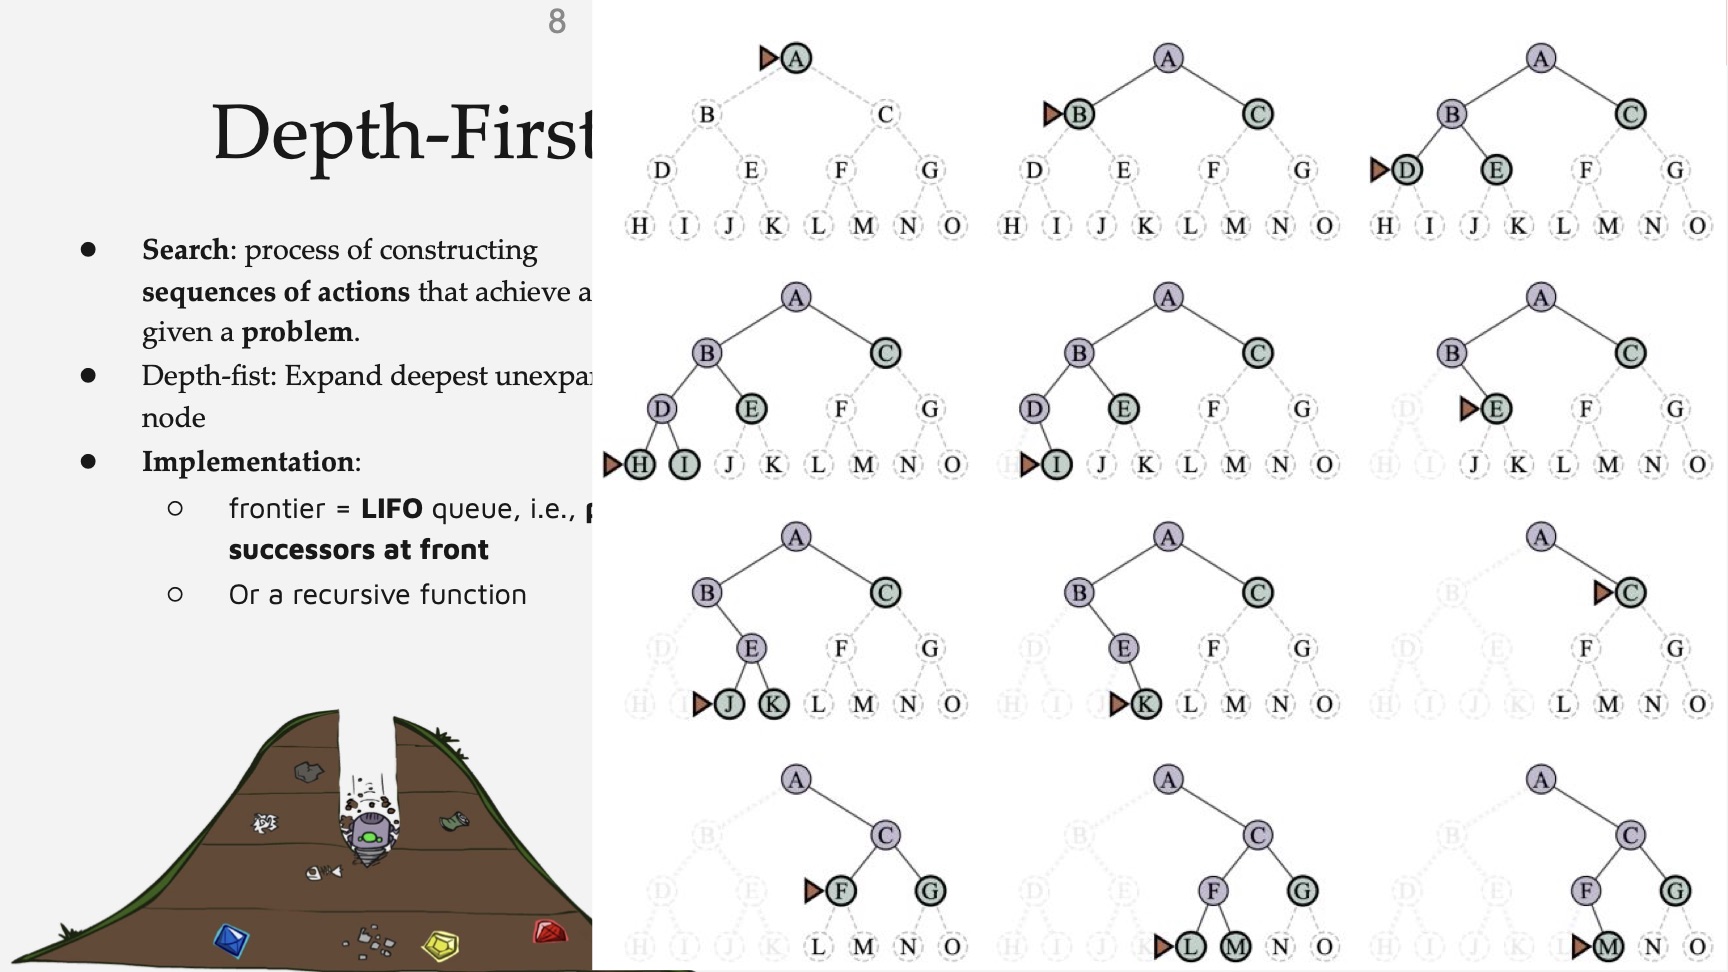 8
Depth-First
● Search: process of constructing
sequences of actions that achieve a
given a problem.
● Depth-fist: Expand deepest unexpan
node
● Implementation:
○ frontier = LIFO queue, i.e., p
successors at front
○ Or a recursive function
A A A
B C B C B C
D E F G D E F G D E F G
H I J K L M N O H I J K L M N O H I J K L M N O
A A A
B C B C B C
D E F G D E F G D E F G
H I J K L M N O H I J K L M N O H I J K L M N O
A A A
B C B C B C
D E F G D E F G D E F G
H I J K L M N O H I J K L M N O H I J K L M N O
A A A
B C B C B C
D E F G D E F G D E F G
H I J K L M N O H I J K L M N O H I J K L M N O